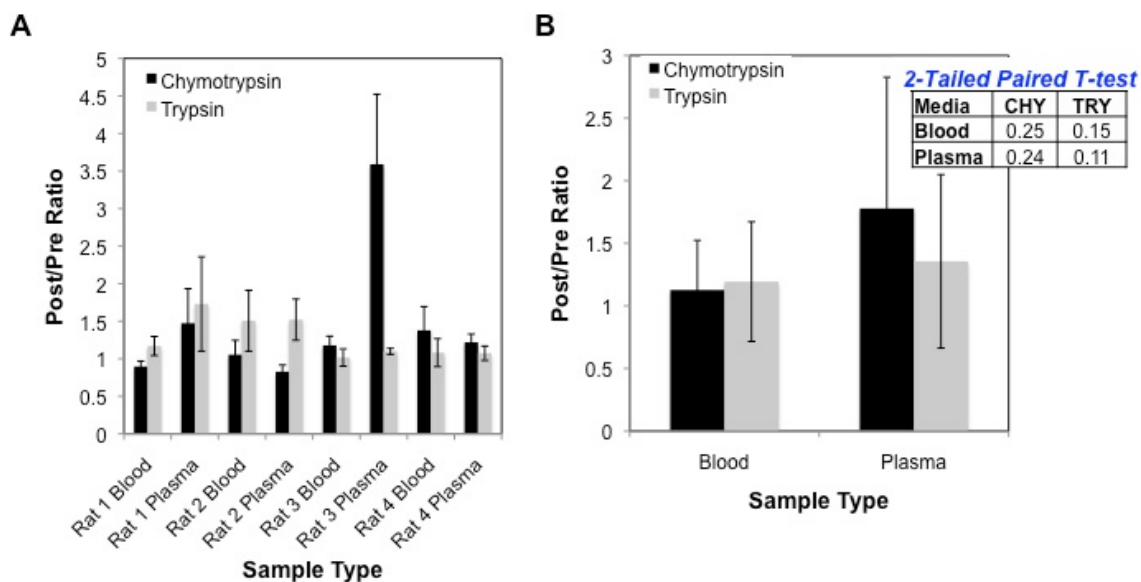 A
Post/Pre Ratio
5
4.5
4
3.5
3
2.5
2
1.5
1
0.5
0
Chymotrypsin
Trypsin
Rat 1 Blood
Rat 1 Plasma
Rat 2 Blood
Rat 2 Plasma
Rat 3 Blood
Rat 3 Plasma
Rat 4 Blood
Rat 4 Plasma
Sample Type
B
Post/Pre Ratio
3
2.5
2
1.5
1
0.5
0
Chymotrypsin
Trypsin
2-Tailed Paired T-test
Media CHY TRY
Blood 0.25 0.15
Plasma 0.24 0.11
Blood Plasma
Sample Type